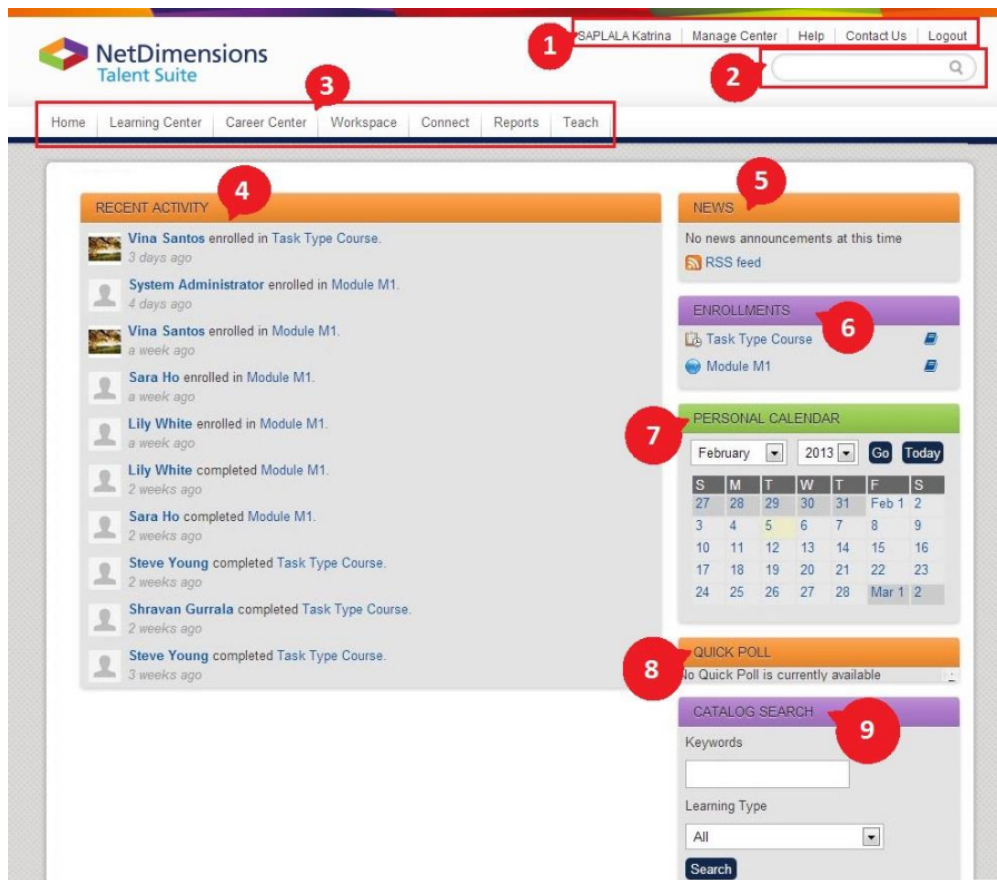 1
SAPLALA Katrina | Manage Center | Help | Contact Us | Logout
NetDimensions
Talent Suite
2
3
Home | Learning Center | Career Center | Workspace | Connect | Reports | Teach
4
RECENT ACTIVITY
Vina Santos enrolled in Task Type Course.
3 days ago
System Administrator enrolled in Module M1.
4 days ago
Vina Santos enrolled in Module M1.
a week ago
Sara Ho enrolled in Module M1.
a week ago
Lily White enrolled in Module M1.
a week ago
Lily White completed Module M1.
2 weeks ago
Sara Ho completed Module M1.
2 weeks ago
Steve Young completed Task Type Course.
2 weeks ago
Shravan Gurrala completed Task Type Course.
2 weeks ago
Steve Young completed Task Type Course.
3 weeks ago
5
NEWS
No news announcements at this time
RSS feed
ENROLLMENTS
6
Task Type Course
Module M1
7
PERSONAL CALENDAR
February 2013 Go Today
S M T W T F S
27 28 29 30 31 Feb 1 2
3 4 5 6 7 8 9
10 11 12 13 14 15 16
17 18 19 20 21 22 23
24 25 26 27 28 Mar 1 2
8
QUICK POLL
No Quick Poll is currently available
CATALOG SEARCH
9
Keywords
Learning Type
All
Search